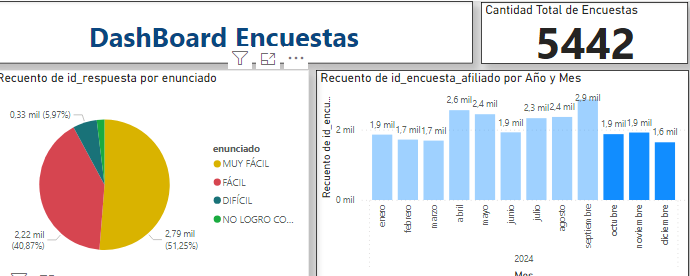 DashBoard Encuestas
Cantidad Total de Encuestas
5442
Recuento de id_respuesta por enunciado
0,33 mil (5,97%)
2,22 mil
(40,87%)
2,79 mil
(51,25%)
enunciado
MUY FÁCIL
FÁCIL
DIFÍCIL
NO LOGRO CO...
Recuento de id_encuesta_afiliado por Año y Mes
Recuento de id_encu...
2 mil
0 mil
1,9 mil
1,7 mil
1,7 mil
2,6 mil
2,4 mil
1,9 mil
2,3 mil
2,4 mil
2,9 mil
1,9 mil
1,9 mil
1,6 mil
enero
febrero
marzo
abril
mayo
junio
julio
agosto
septiembre
octubre
noviembre
diciembre
2024
Mes